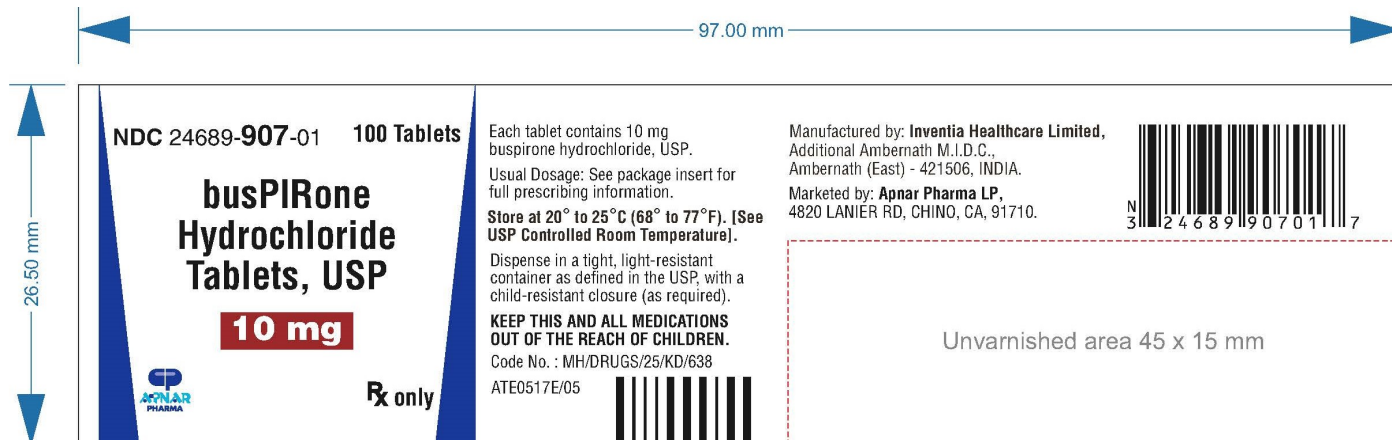 97.00 mm
26.50 mm
NDC 24689-907-01 100 Tablets
busPIRone
Hydrochloride
Tablets, USP
10 mg
APNAR
PHARMA
Rx only
Each tablet contains 10 mg
buspirone hydrochloride, USP.
Usual Dosage: See package insert for
full prescribing information.
Store at 20° to 25°C (68° to 77°F). [See
USP Controlled Room Temperature].
Dispense in a tight, light-resistant
container as defined in the USP, with a
child-resistant closure (as required).
KEEP THIS AND ALL MEDICATIONS
OUT OF THE REACH OF CHILDREN.
Code No. : MH/DRUGS/25/KD/638
ATE0517E/05
Manufactured by: Inventia Healthcare Limited,
Additional Ambernath M.I.D.C.,
Ambernath (East) - 421506, INDIA.
Marketed by: Apnar Pharma LP,
4820 LANIER RD, CHINO, CA, 91710.
N
3 24689 90701 7
Unvarnished area 45 x 15 mm